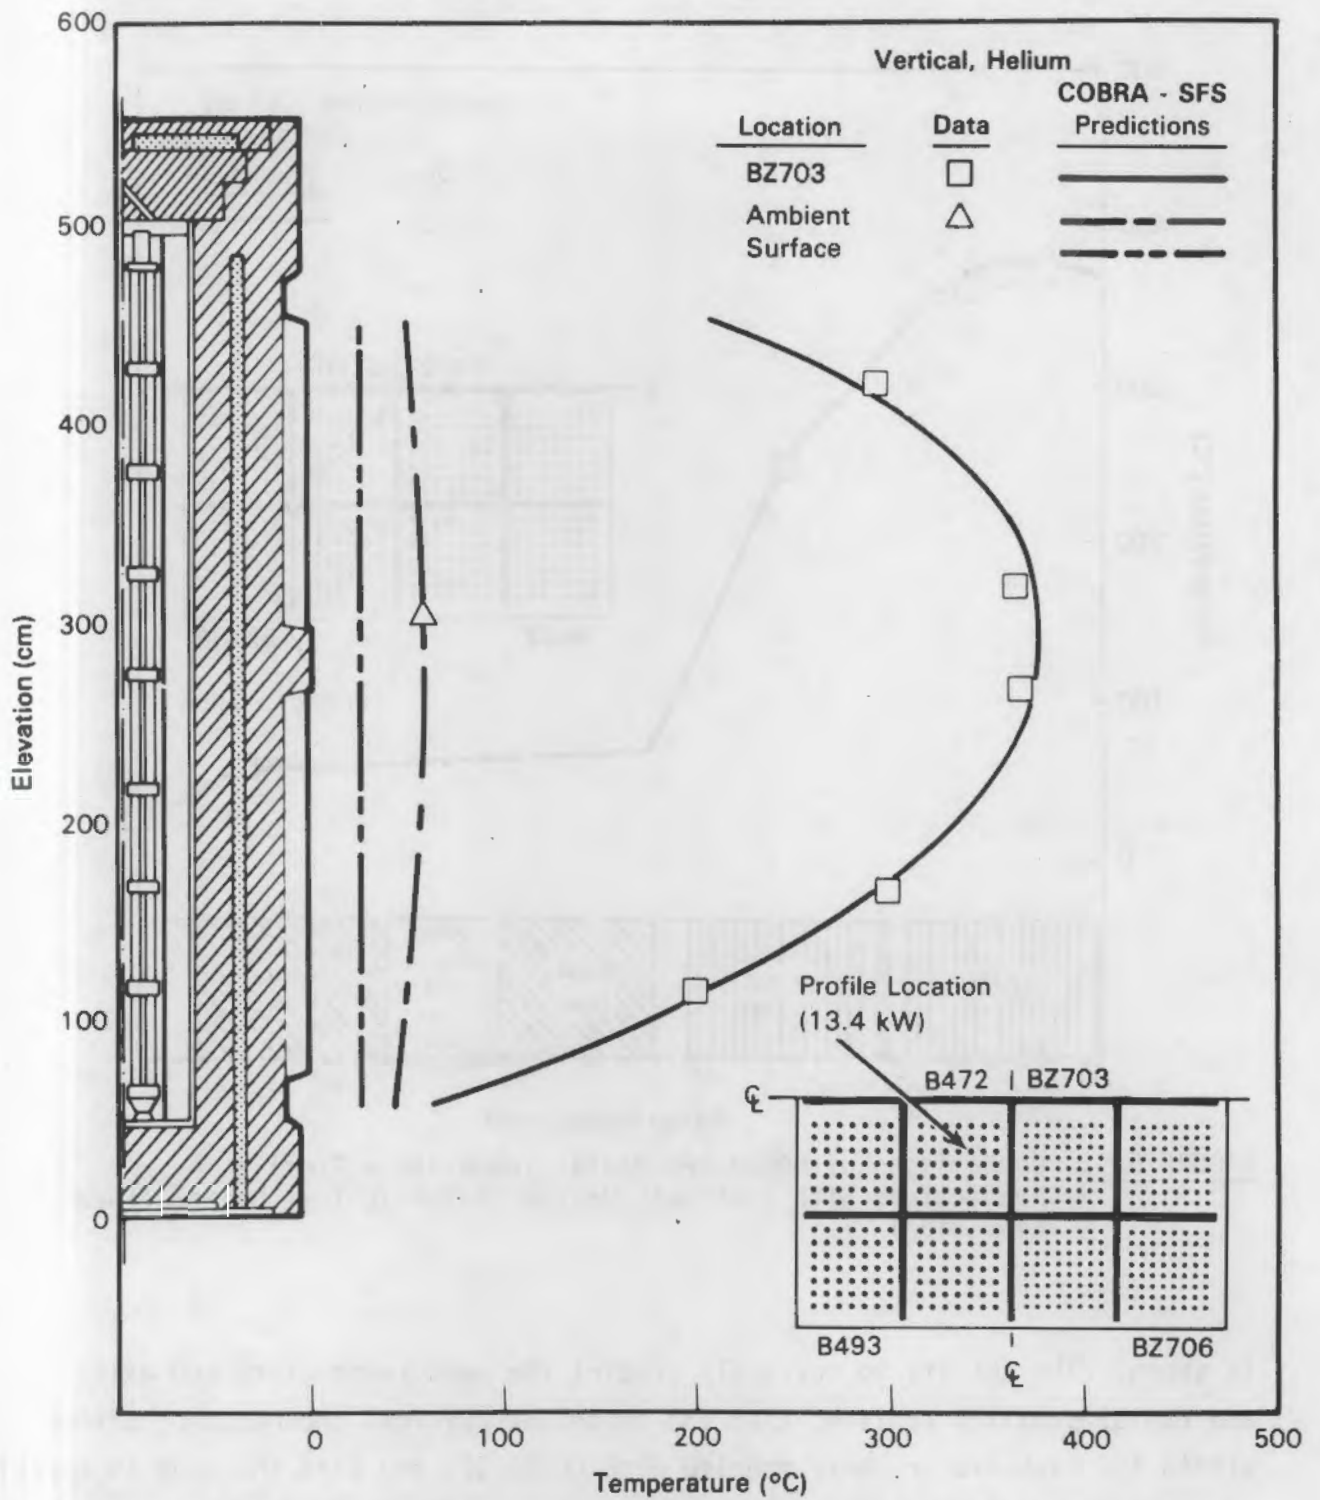 600
500
400
300
200
100
0
Elevation (cm)
Vertical, Helium
COBRA - SFS
Location Data Predictions
BZ703
Ambient
Surface
Profile Location
(13.4 kW)
B472 BZ703
℄
B493 BZ706
℄
0 100 200 300 400 500
Temperature (°C)